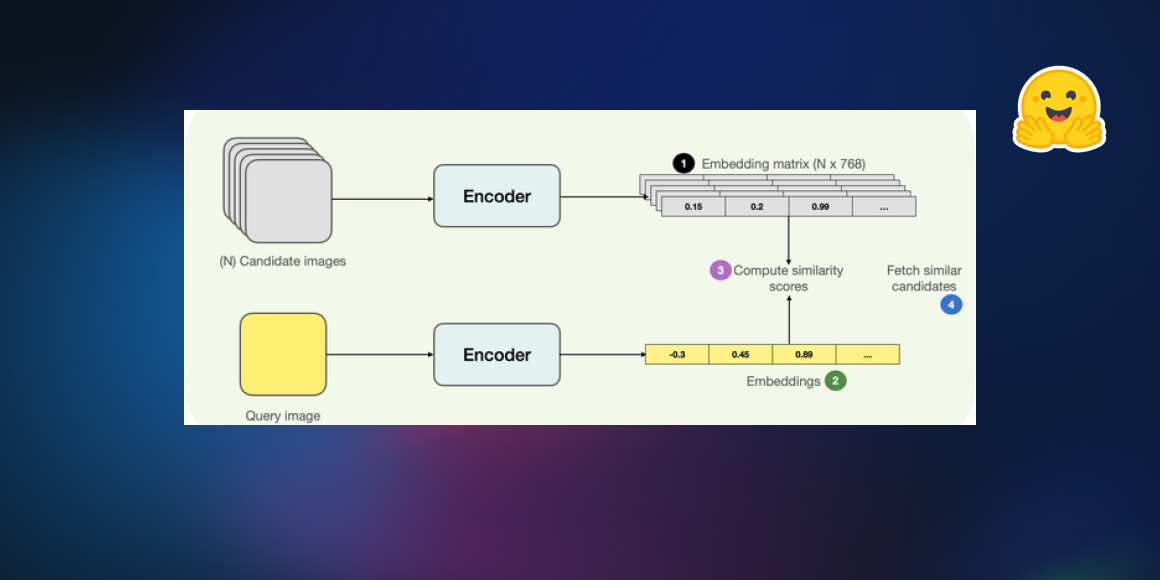 1 Embedding matrix (N x 768)
Encoder
0.15 0.2 0.99 ...
(N) Candidate images
3 Compute similarity
scores
Fetch similar
candidates
4
Encoder
-0.3 0.45 0.89 ...
Embeddings 2
Query image